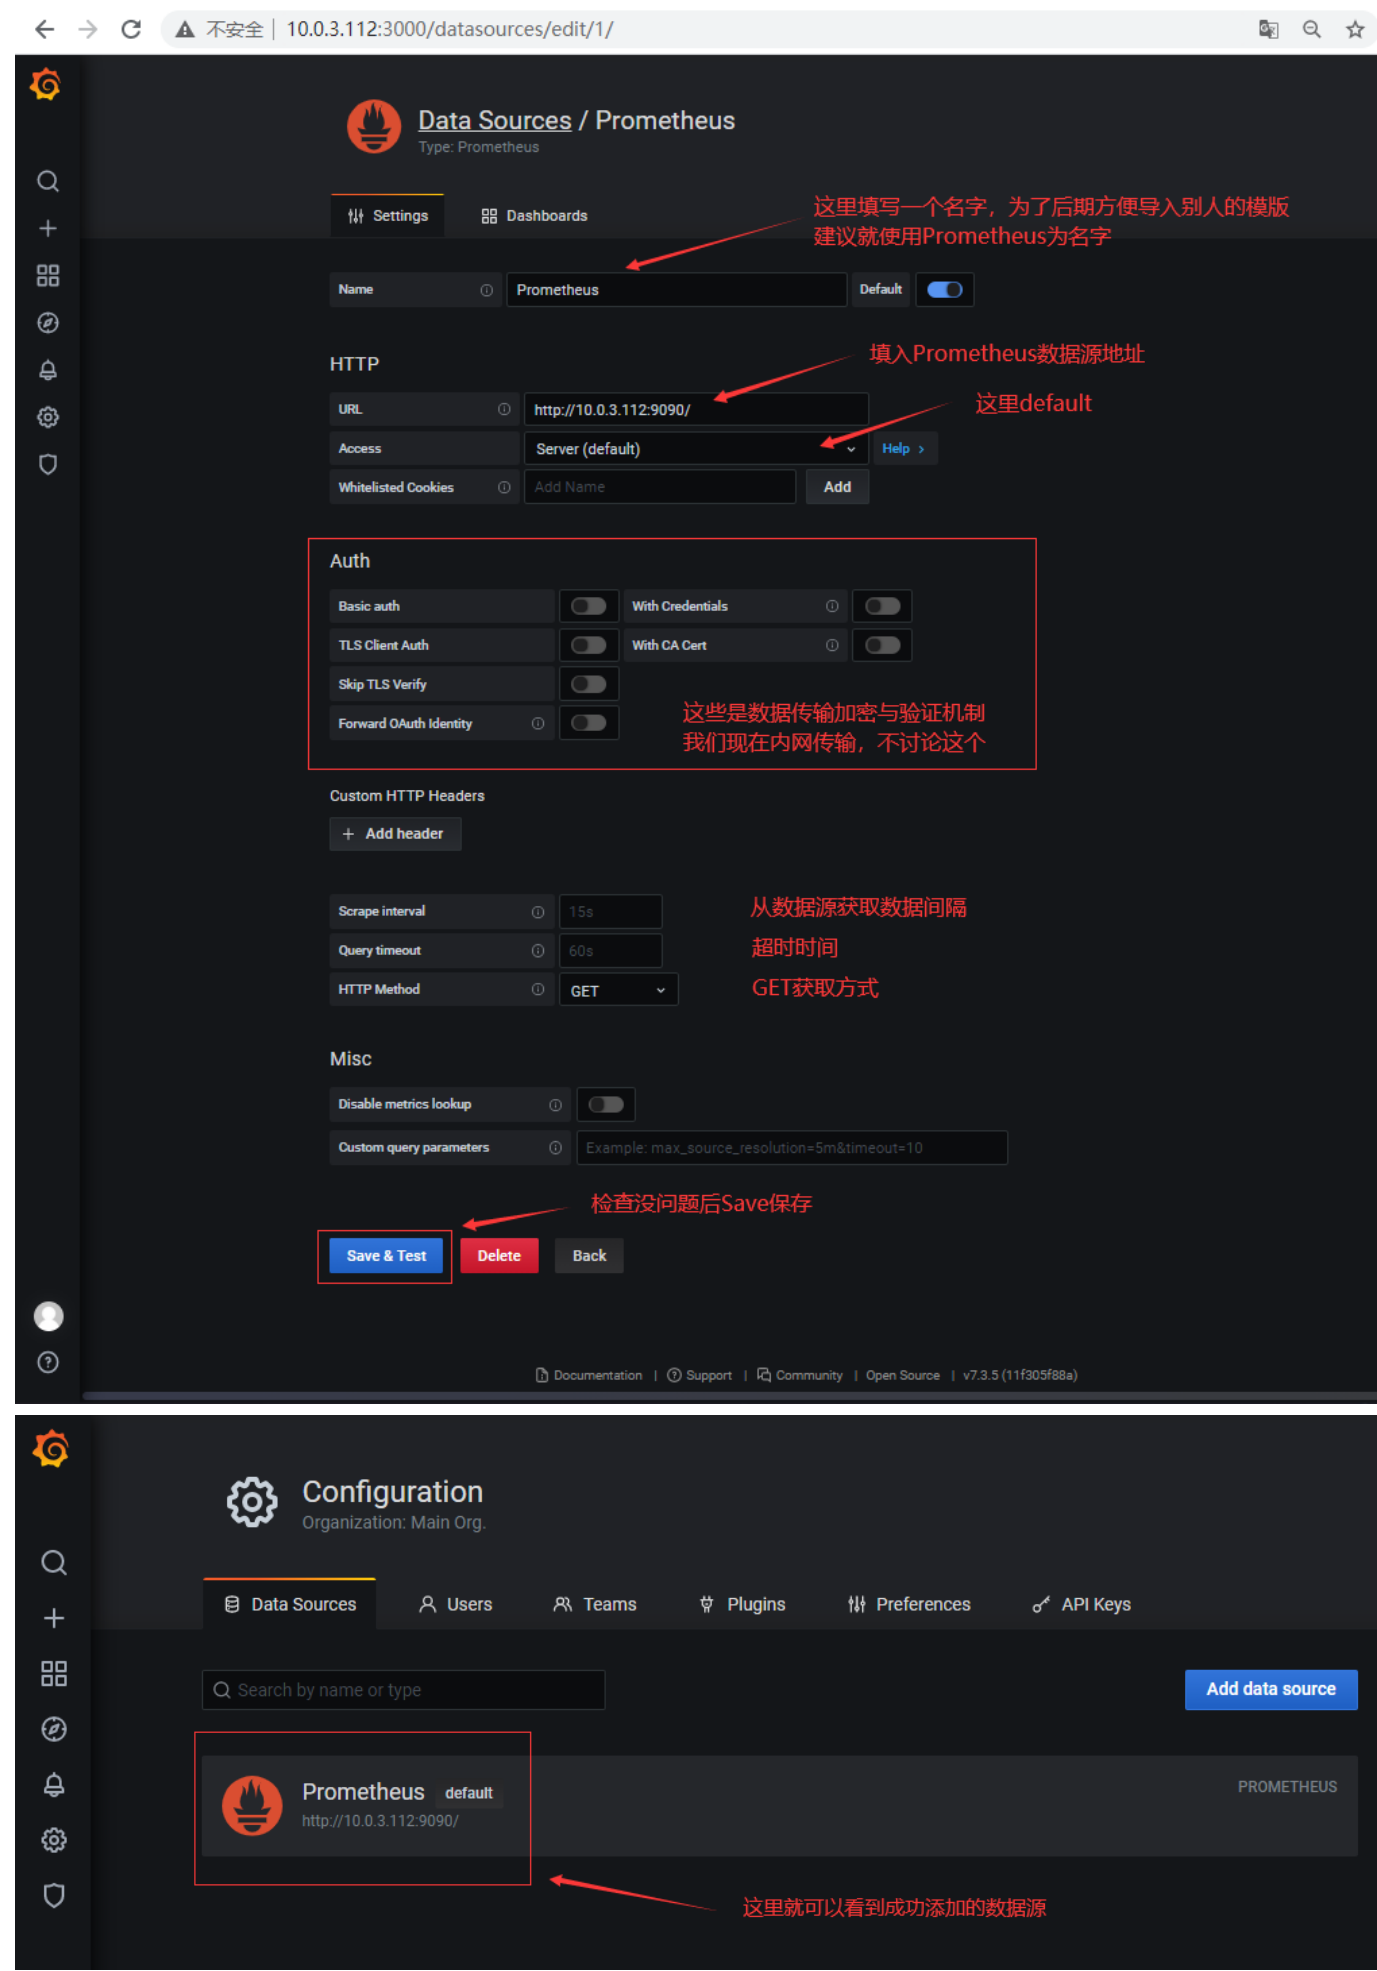 不安全 | 10.0.3.112:3000/datasources/edit/1/
Data Sources / Prometheus
Type: Prometheus
Settings
Dashboards
这里填写一个名字，为了后期方便导入别人的模版
建议就使用Prometheus为名字
Name
Prometheus
Default
HTTP
填入Prometheus数据源地址
URL
http://10.0.3.112:9090/
这里default
Access
Server (default)
Help >
Whitelisted Cookies
Add Name
Add
Auth
Basic auth
With Credentials
TLS Client Auth
With CA Cert
Skip TLS Verify
Forward OAuth Identity
这些是数据传输加密与验证机制
我们现在内网传输，不讨论这个
Custom HTTP Headers
+ Add header
Scrape interval
15s
从数据源获取数据间隔
Query timeout
60s
超时时间
HTTP Method
GET
GET获取方式
Misc
Disable metrics lookup
Custom query parameters
Example: max_source_resolution=5m&timeout=10
检查没问题后Save保存
Save & Test
Delete
Back
Documentation | Support | Community | Open Source | v7.3.5 (11f305f88a)
Configuration
Organization: Main Org.
Data Sources
Users
Teams
Plugins
Preferences
API Keys
Search by name or type
Add data source
Prometheus
default
PROMETHEUS
http://10.0.3.112:9090/
这里就可以看到成功添加的数据源